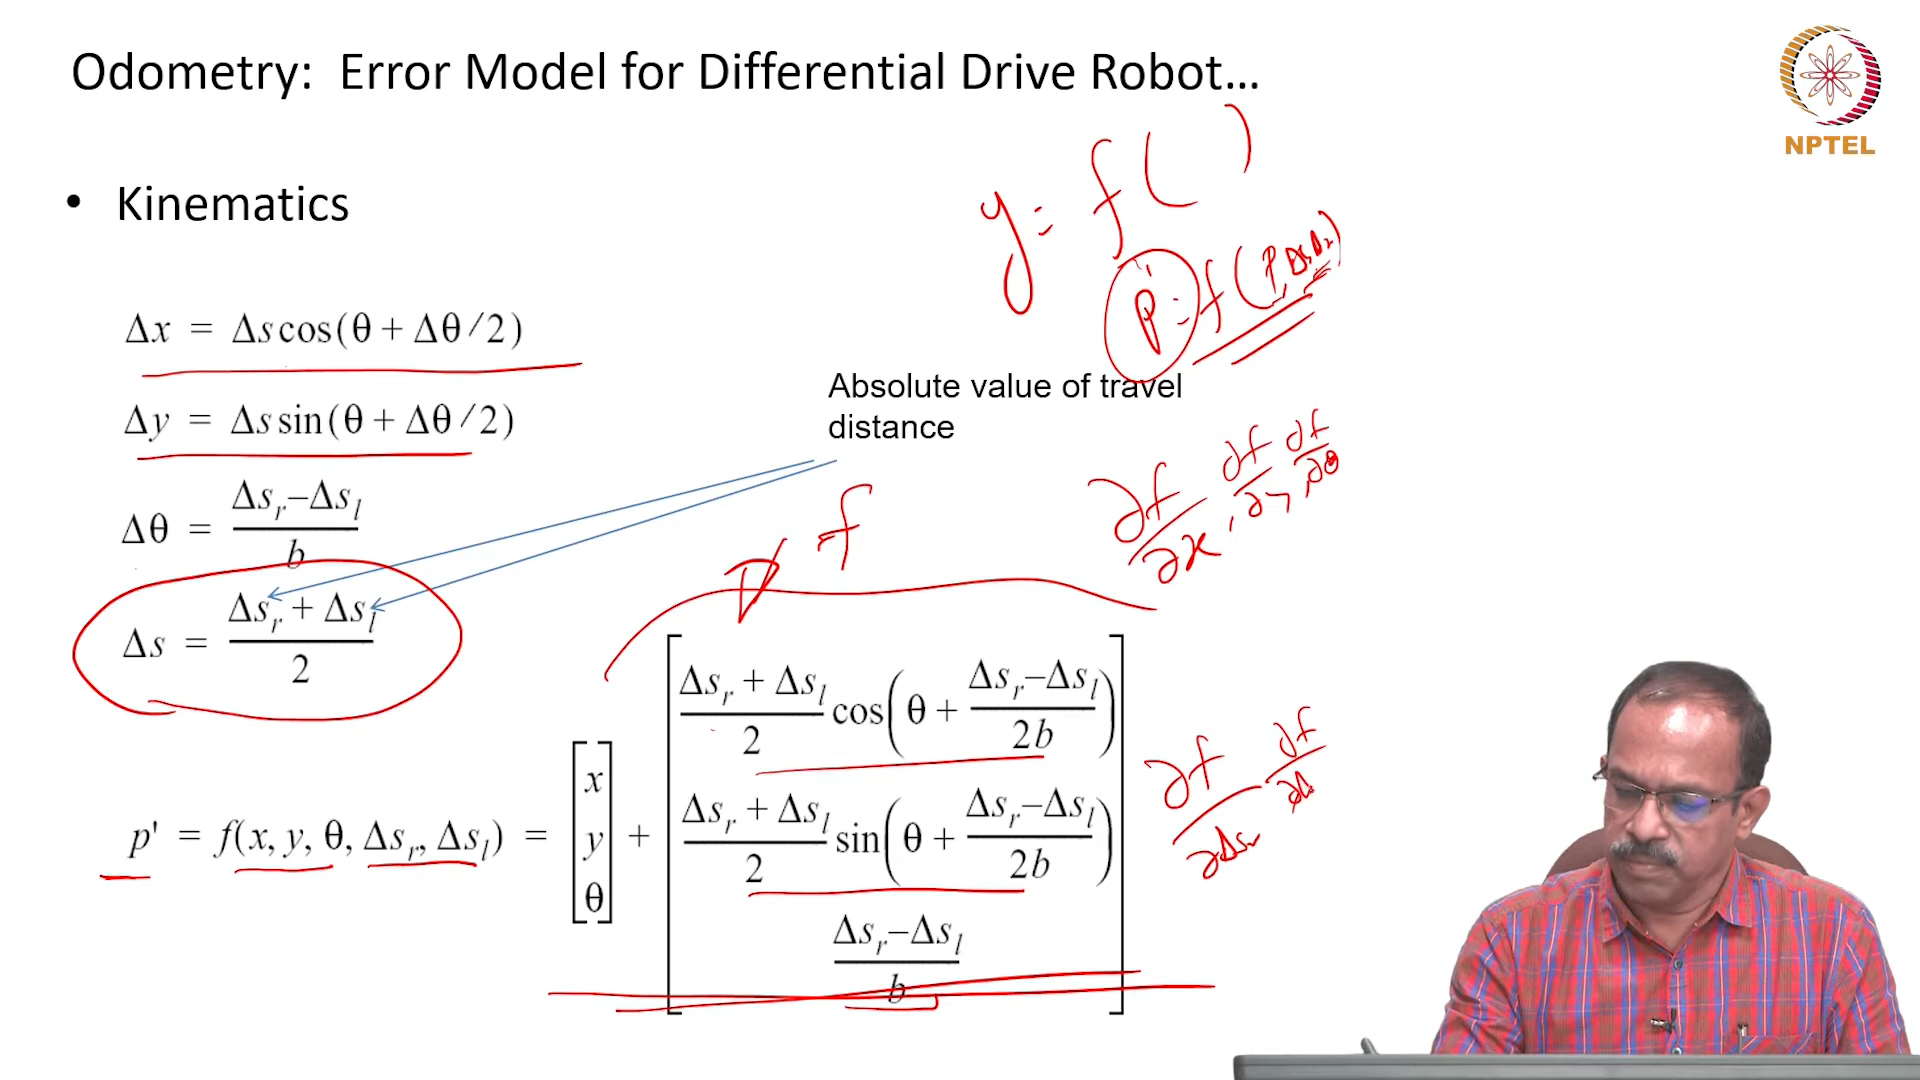 Odometry: Error Model for Differential Drive Robot…
NPTEL
• Kinematics
y = f( )
p' = f(P, Δs Δr)
Δx = Δs cos(θ + Δθ/2)
Absolute value of travel
distance
Δy = Δs sin(θ + Δθ/2)
∂f/∂x, ∂f/∂y, ∂f/∂θ
Δθ = (Δs_r – Δs_l)/b
∇f
Δs = (Δs_r + Δs_l)/2
p' = f(x, y, θ, Δs_r, Δs_l) = [x y θ] + [(Δs_r + Δs_l)/2 cos(θ + (Δs_r – Δs_l)/2b)
(Δs_r + Δs_l)/2 sin(θ + (Δs_r – Δs_l)/2b)
(Δs_r – Δs_l)/b]
∂f/∂Δs_r ∂f/